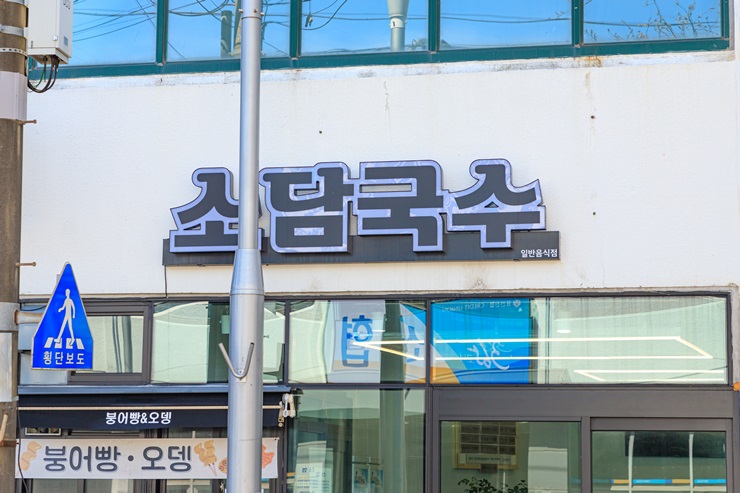 소담국수
일반음식점
횡단보도
붕어빵&오뎅
붕어빵 · 오뎅
협